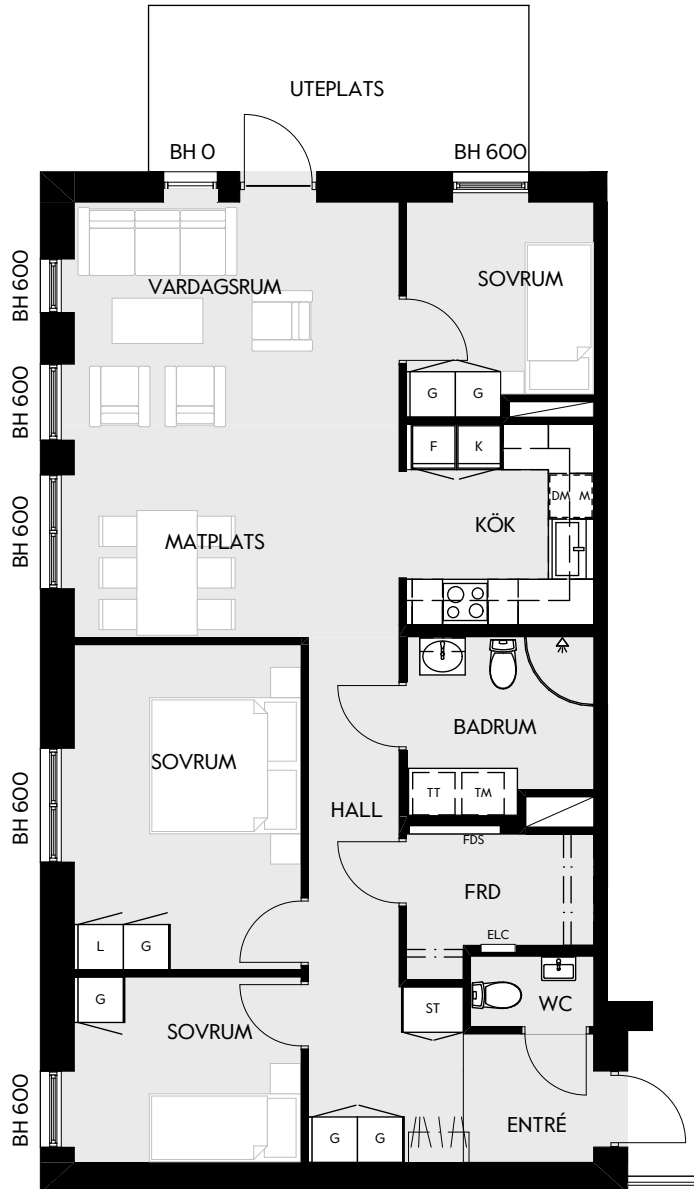 UTEPLATS
BH 0
BH 600
BH 600
VARDAGSRUM
SOVRUM
BH 600
G G
F K
DM M
BH 600
MATPLATS
KÖK
BADRUM
SOVRUM
BH 600
TT TM
HALL
FDS
FRD
ELC
L G
G
ST
WC
SOVRUM
BH 600
G G
ENTRÉ